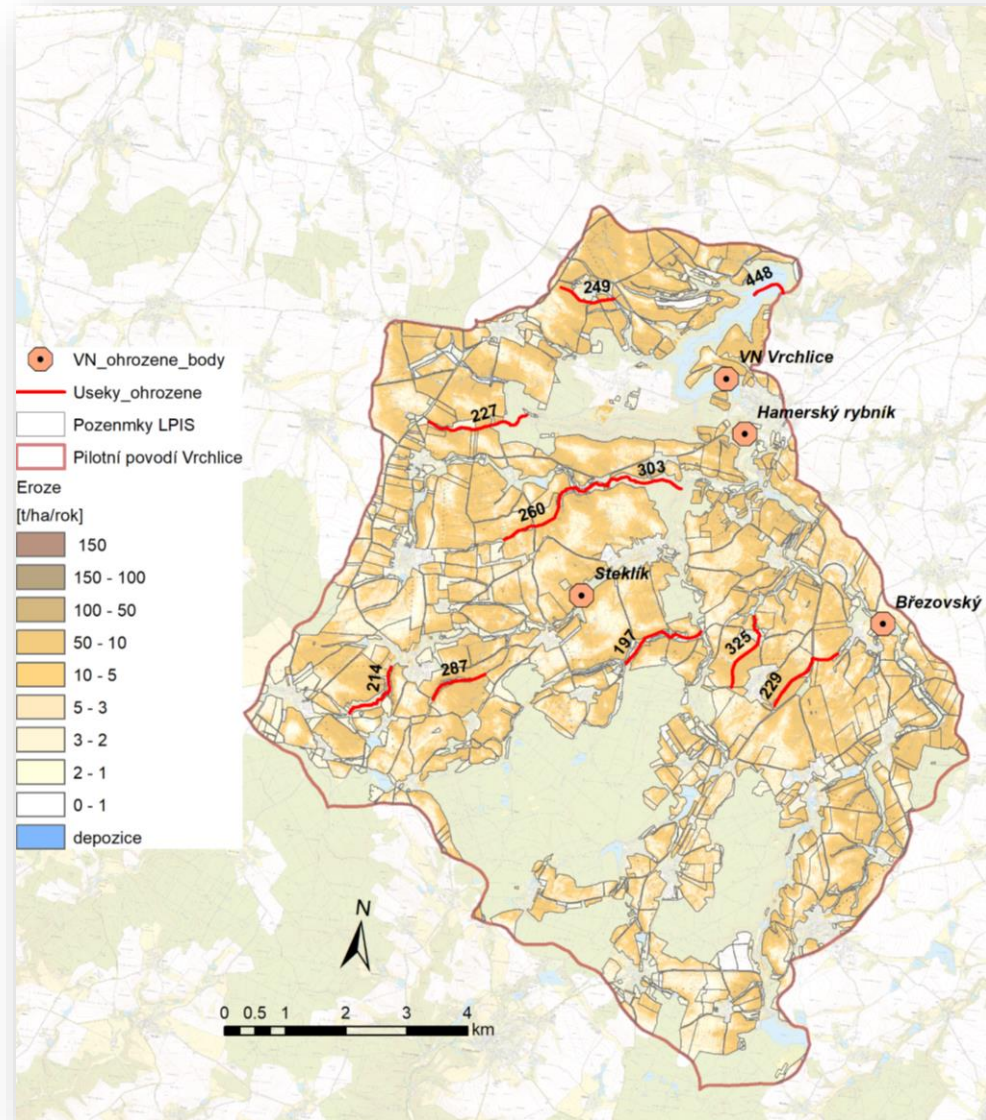 448
249
VN Vrchlice
VN_ohrozene_body
Useky_ohrozene
Hamerský rybník
227
Pozenmky LPIS
Pilotní povodí Vrchlice
303
Eroze
260
[t/ha/rok]
150
150 - 100
Steklík
100 - 50
Březovský
50 - 10
197
325
10 - 5
214
287
229
5 - 3
3 - 2
2 - 1
0 - 1
depozice
N
0 0.5 1 2 3 4
km